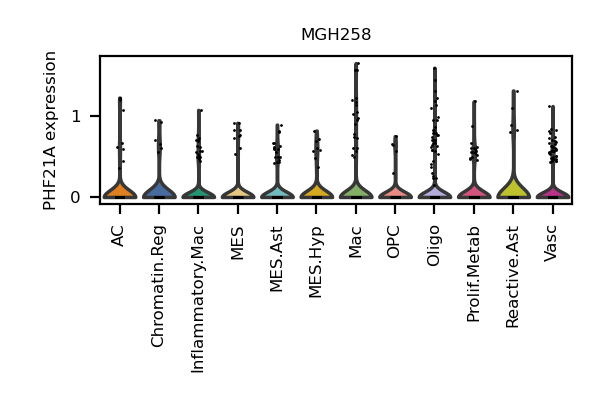 MGH258
PHF21A expression
1
0
AC
Chromatin.Reg
Inflammatory.Mac
MES
MES.Ast
MES.Hyp
Mac
OPC
Oligo
Prolif.Metab
Reactive.Ast
Vasc